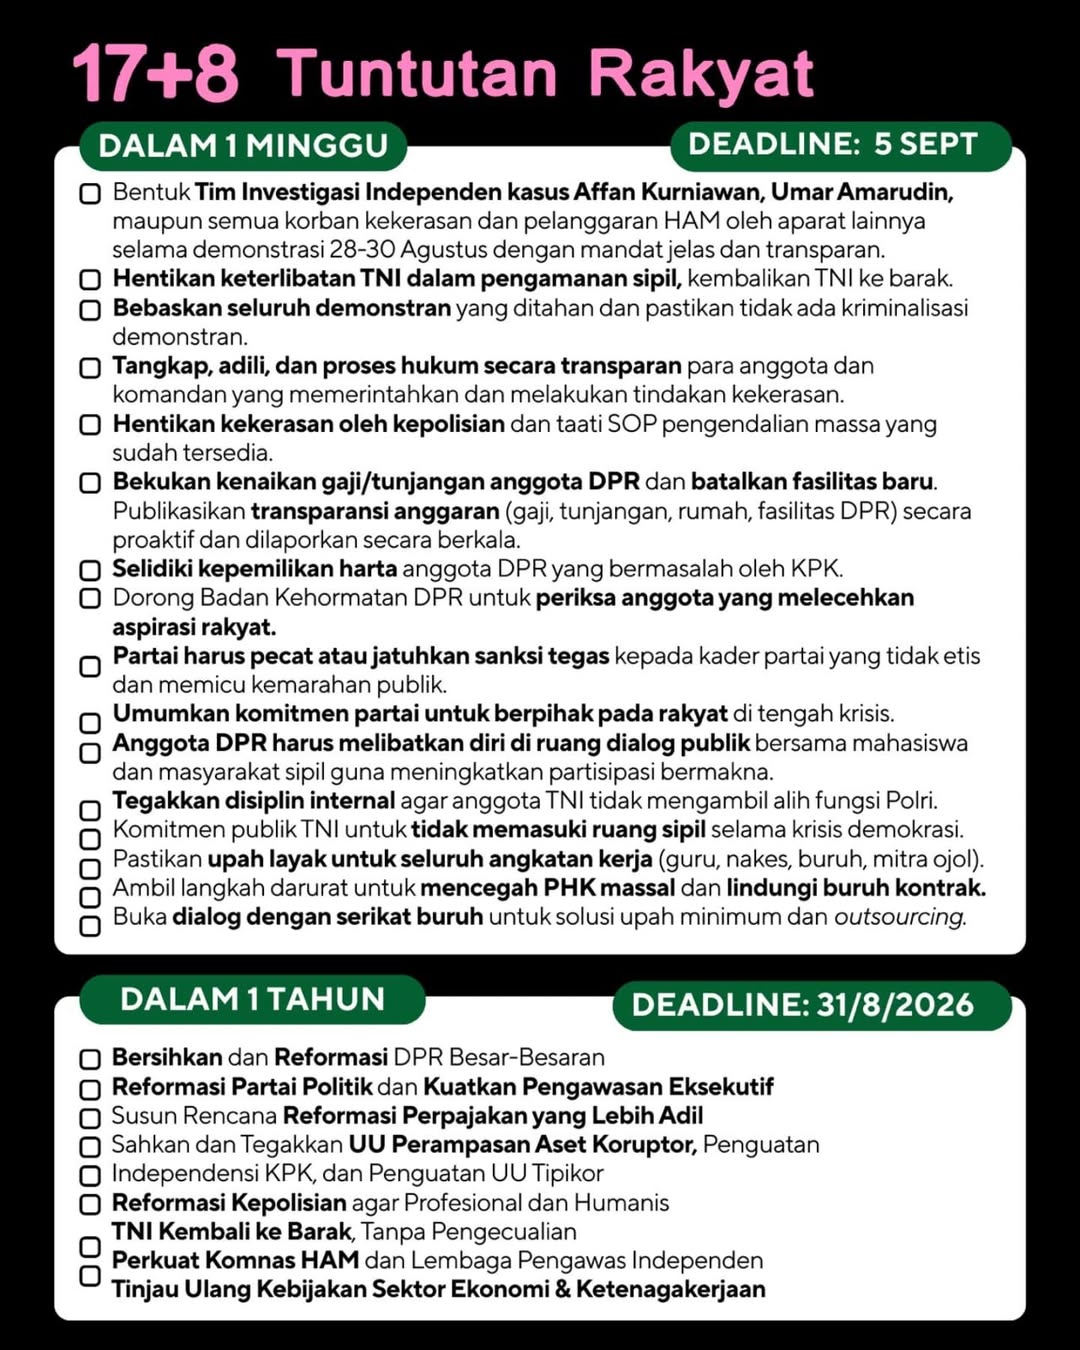 17+8 Tuntutan Rakyat
DALAM 1 MINGGU
DEADLINE: 5 SEPT
Bentuk Tim Investigasi Independen kasus Affan Kurniawan, Umar Amarudin,
maupun semua korban kekerasan dan pelanggaran HAM oleh aparat lainnya
selama demonstrasi 28-30 Agustus dengan mandat jelas dan transparan.
Hentikan keterlibatan TNI dalam pengamanan sipil, kembalikan TNI ke barak.
Bebaskan seluruh demonstran yang ditahan dan pastikan tidak ada kriminalisasi
demonstran.
Tangkap, adili, dan proses hukum secara transparan para anggota dan
komandan yang memerintahkan dan melakukan tindakan kekerasan.
Hentikan kekerasan oleh kepolisian dan taati SOP pengendalian massa yang
sudah tersedia.
Bekukan kenaikan gaji/tunjangan anggota DPR dan batalkan fasilitas baru.
Publikasikan transparansi anggaran (gaji, tunjangan, rumah, fasilitas DPR) secara
proaktif dan dilaporkan secara berkala.
Selidiki kepemilikan harta anggota DPR yang bermasalah oleh KPK.
Dorong Badan Kehormatan DPR untuk periksa anggota yang melecehkan
aspirasi rakyat.
Partai harus pecat atau jatuhkan sanksi tegas kepada kader partai yang tidak etis
dan memicu kemarahan publik.
Umumkan komitmen partai untuk berpihak pada rakyat di tengah krisis.
Anggota DPR harus melibatkan diri di ruang dialog publik bersama mahasiswa
dan masyarakat sipil guna meningkatkan partisipasi bermakna.
Tegakkan disiplin internal agar anggota TNI tidak mengambil alih fungsi Polri.
Komitmen publik TNI untuk tidak memasuki ruang sipil selama krisis demokrasi.
Pastikan upah layak untuk seluruh angkatan kerja (guru, nakes, buruh, mitra ojol).
Ambil langkah darurat untuk mencegah PHK massal dan lindungi buruh kontrak.
Buka dialog dengan serikat buruh untuk solusi upah minimum dan outsourcing.
DALAM 1 TAHUN
DEADLINE: 31/8/2026
Bersihkan dan Reformasi DPR Besar-Besaran
Reformasi Partai Politik dan Kuatkan Pengawasan Eksekutif
Susun Rencana Reformasi Perpajakan yang Lebih Adil
Sahkan dan Tegakkan UU Perampasan Aset Koruptor, Penguatan
Independensi KPK, dan Penguatan UU Tipikor
Reformasi Kepolisian agar Profesional dan Humanis
TNI Kembali ke Barak, Tanpa Pengecualian
Perkuat Komnas HAM dan Lembaga Pengawas Independen
Tinjau Ulang Kebijakan Sektor Ekonomi & Ketenagakerjaan